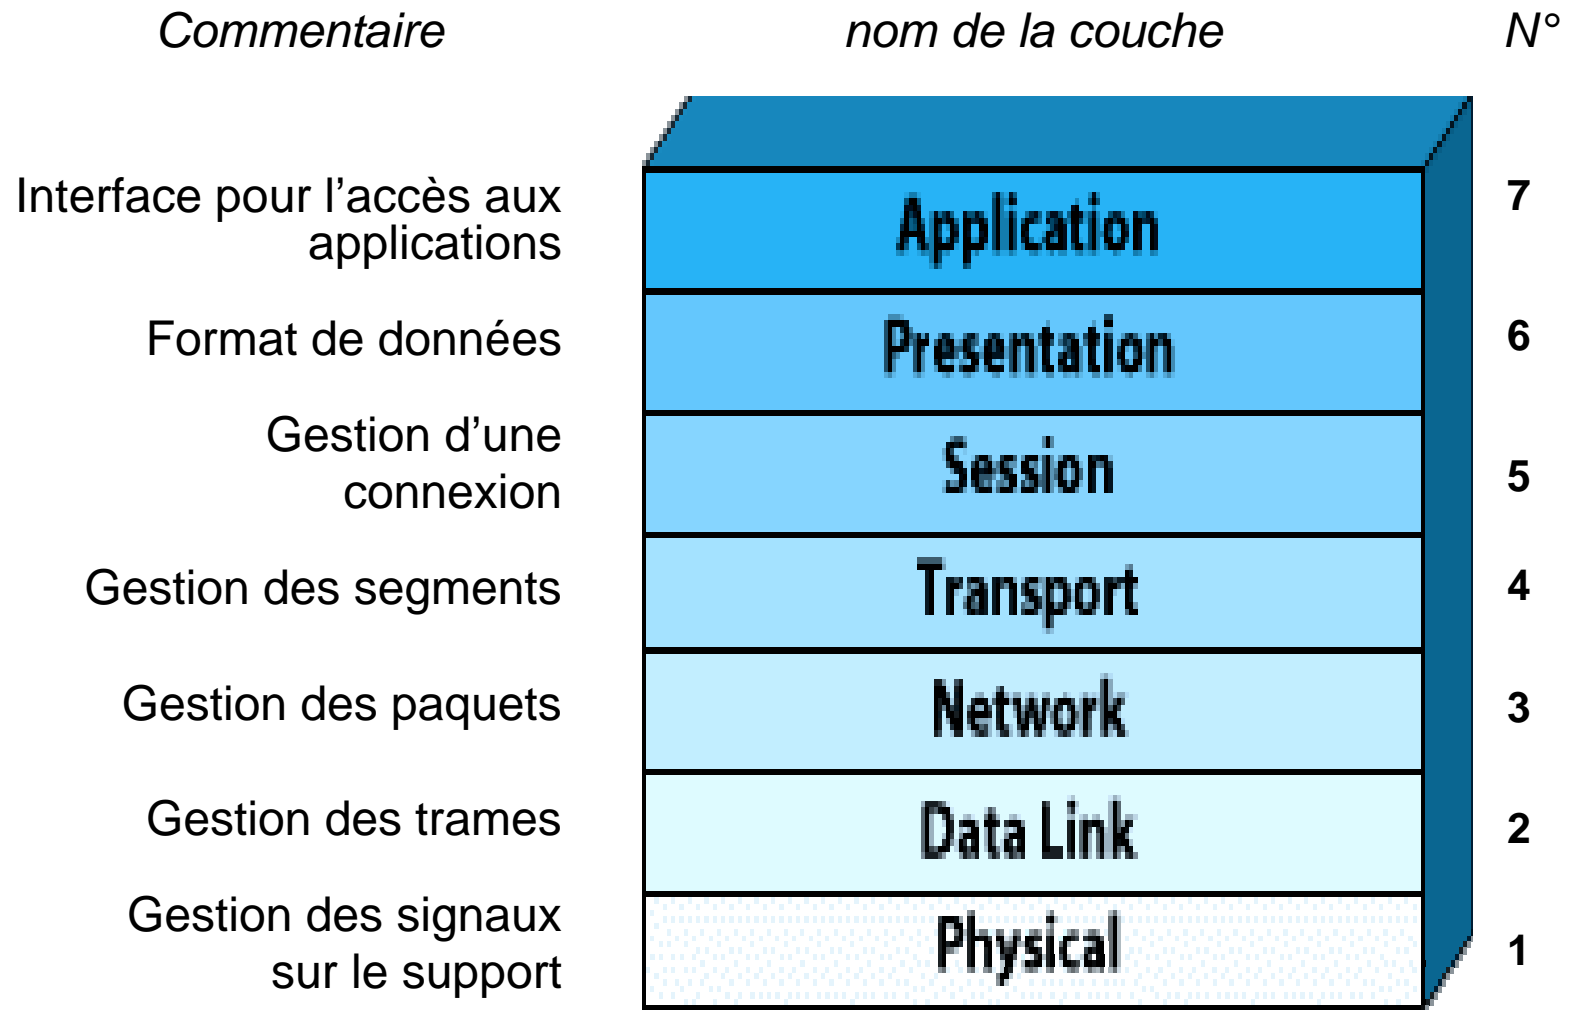 Commentaire nom de la couche N°
Interface pour l’accès aux
applications
Application 7
Format de données Presentation 6
Gestion d’une
connexion
Session 5
Gestion des segments Transport 4
Gestion des paquets Network 3
Gestion des trames Data Link 2
Gestion des signaux
sur le support
Physical 1